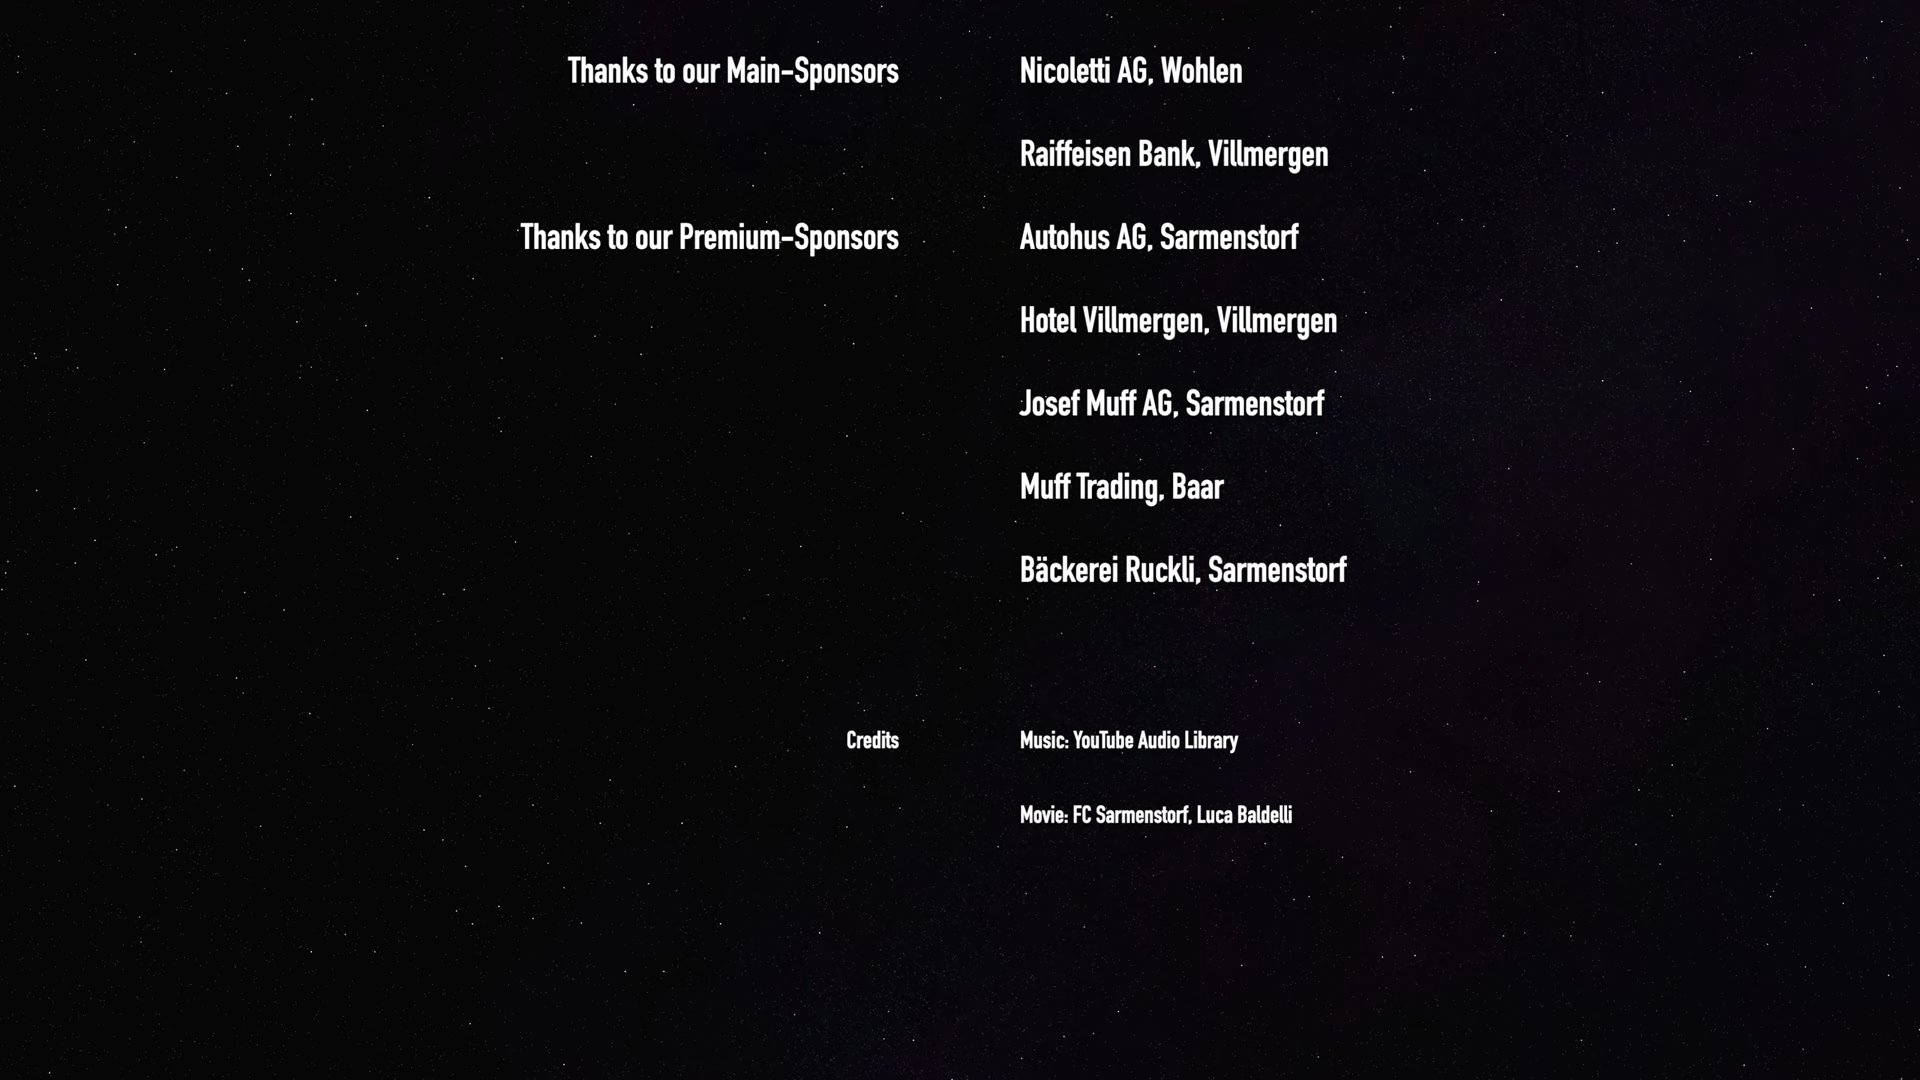 Thanks to our Main-Sponsors Nicoletti AG, Wohlen
Raiffeisen Bank, Villmergen
Thanks to our Premium-Sponsors Autohus AG, Sarmenstorf
Hotel Villmergen, Villmergen
Josef Muff AG, Sarmenstorf
Muff Trading, Baar
Bäckerei Ruckli, Sarmenstorf
Credits Music: YouTube Audio Library
Movie: FC Sarmenstorf, Luca Baldelli